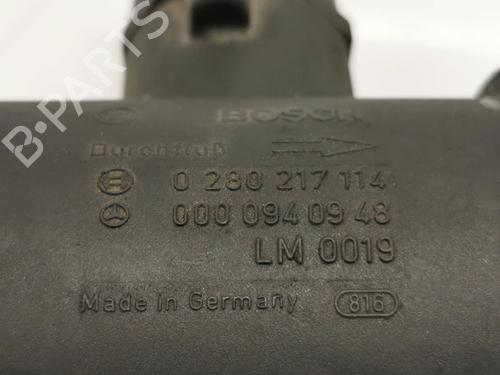 BOSCH
Durchfluß
0 280 217 114
000 094 09 48
LM 0019
Made in Germany 816
B-PARTS